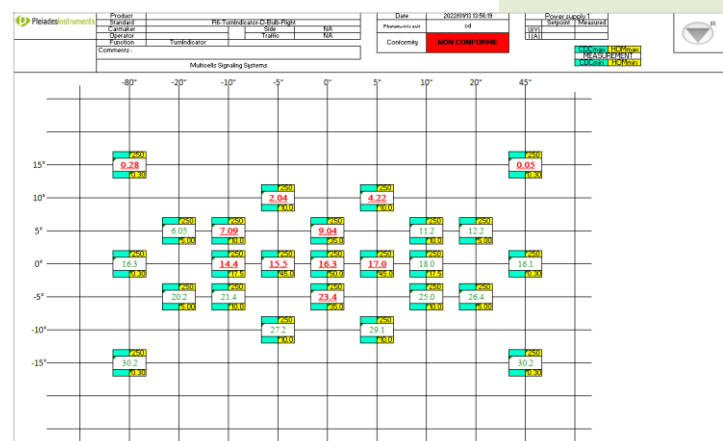 PleiadesInstruments
Product
Standard R6-TurnIndicator-D-Bulb-Right
Carmaker Side NA
Operator Traffic NA
Function TurnIndicator
Comments :
Multicells Signaling Systems
Date 2022/09/13 13:56:19
Photometric unit cd
Conformity NON CONFORME
Power supply 1
Setpoint Measured
U(V)
I (A)
CDCmax HOMmax
MEASUREMENT
CDCmin HOMmin
-80° -20° -10° -5° 0° 5° 10° 20° 45°
250 250
15° 0.28 0.05
0.30 0.30
250 250
10° 2.04 4.22
10.0 10.0
250 250 250 250 250
5° 6.05 7.09 9.04 11.2 12.2
5.00 10.0 35.0 10.0 5.00
250 250 250 250 250 250 250
0° 16.3 14.4 15.5 16.3 17.0 18.0 16.1
0.30 17.5 45.0 50.0 45.0 17.5 0.30
250 250 250 250 250
-5° 20.2 21.4 23.4 25.0 26.4
5.00 10.0 35.0 10.0 5.00
250 250
-10° 27.2 29.1
10.0 10.0
250 250
-15° 30.2 30.2
0.30 0.30